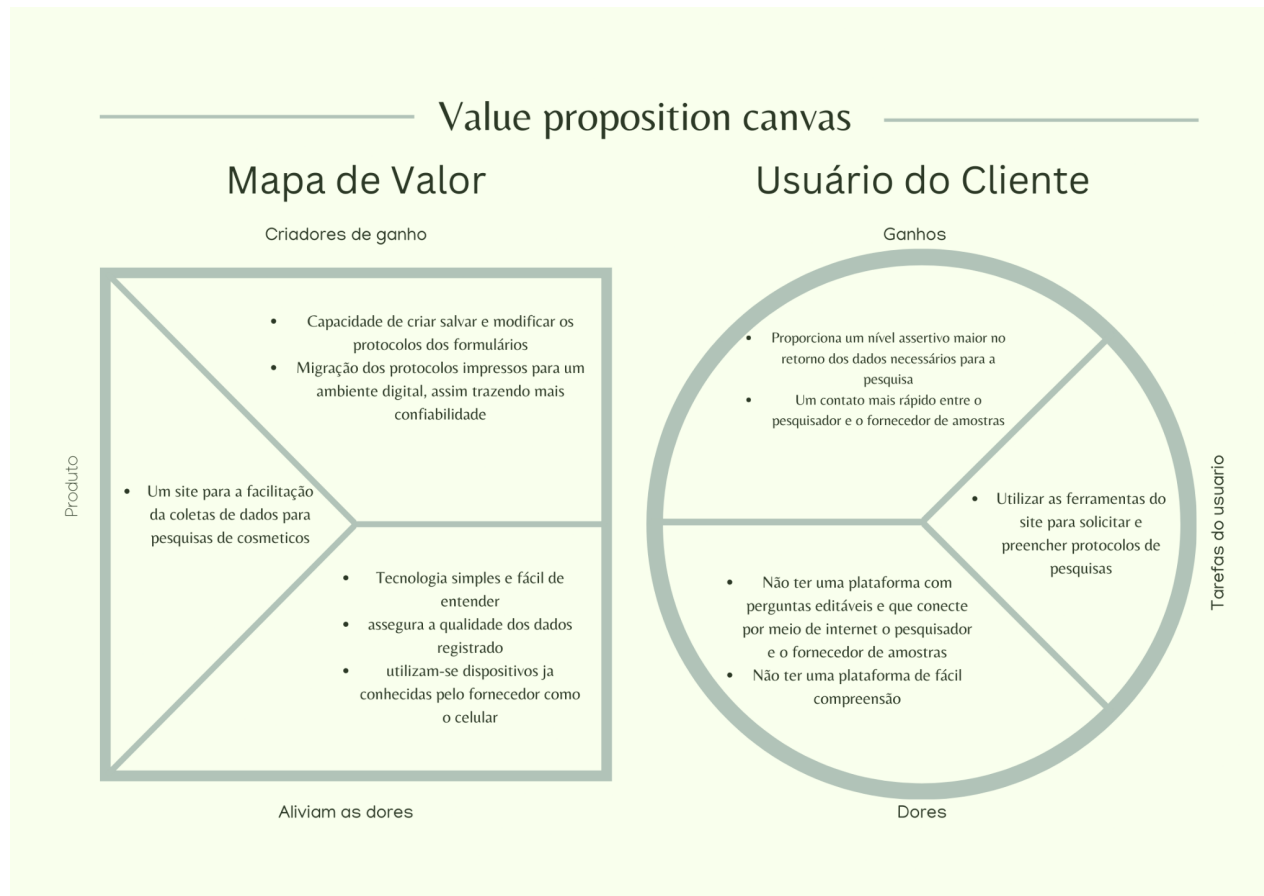 Value proposition canvas
Mapa de Valor
Criadores de ganho
• Capacidade de criar salvar e modificar os
protocolos dos formulários
• Migração dos protocolos impressos para um
ambiente digital, assim trazendo mais
confiabilidade
Produto
• Um site para a facilitação
da coletas de dados para
pesquisas de cosmeticos
• Tecnologia simples e fácil de
entender
• assegura a qualidade dos dados
registrado
• utilizam-se dispositivos ja
conhecidas pelo fornecedor como
o celular
Aliviam as dores
Usuário do Cliente
Ganhos
• Proporciona um nível assertivo maior no
retorno dos dados necessários para a
pesquisa
• Um contato mais rápido entre o
pesquisador e o fornecedor de amostras
• Utilizar as ferramentas do
site para solicitar e
preencher protocolos de
pesquisas
Tarefas do usuario
• Não ter uma plataforma com
perguntas editáveis e que conecte
por meio de internet o pesquisador
e o fornecedor de amostras
• Não ter uma plataforma de fácil
compreensão
Dores